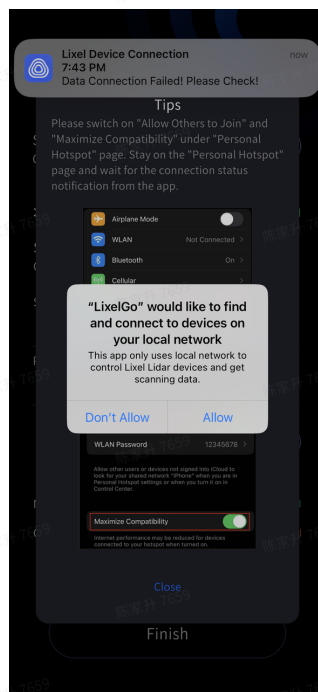 Lixel Device Connection
now
7:43 PM
Data Connection Failed! Please Check!
Tips
Please switch on "Allow Others to Join" and
"Maximize Compatibility" under "Personal
Hotspot" page. Stay on the "Personal Hotspot"
page and wait for the connection status
notification from the app.
Airplane Mode
WLAN
Not Connected
Bluetooth
On
Cellular
“LixelGo” would like to find
and connect to devices on
your local network
This app only uses local network to
control Lixel Lidar devices and get
scanning data.
Don't Allow
Allow
WLAN Password
12345678
Allow other users or devices not signed into iCloud to
look for your shared network "iPhone" when you are in
Personal Hotspot settings or when you turn it on in
Control Center.
Maximize Compatibility
Internet performance may be reduced for devices
connected to your hotspot when turned on.
陈家升 7659
Close
Finish